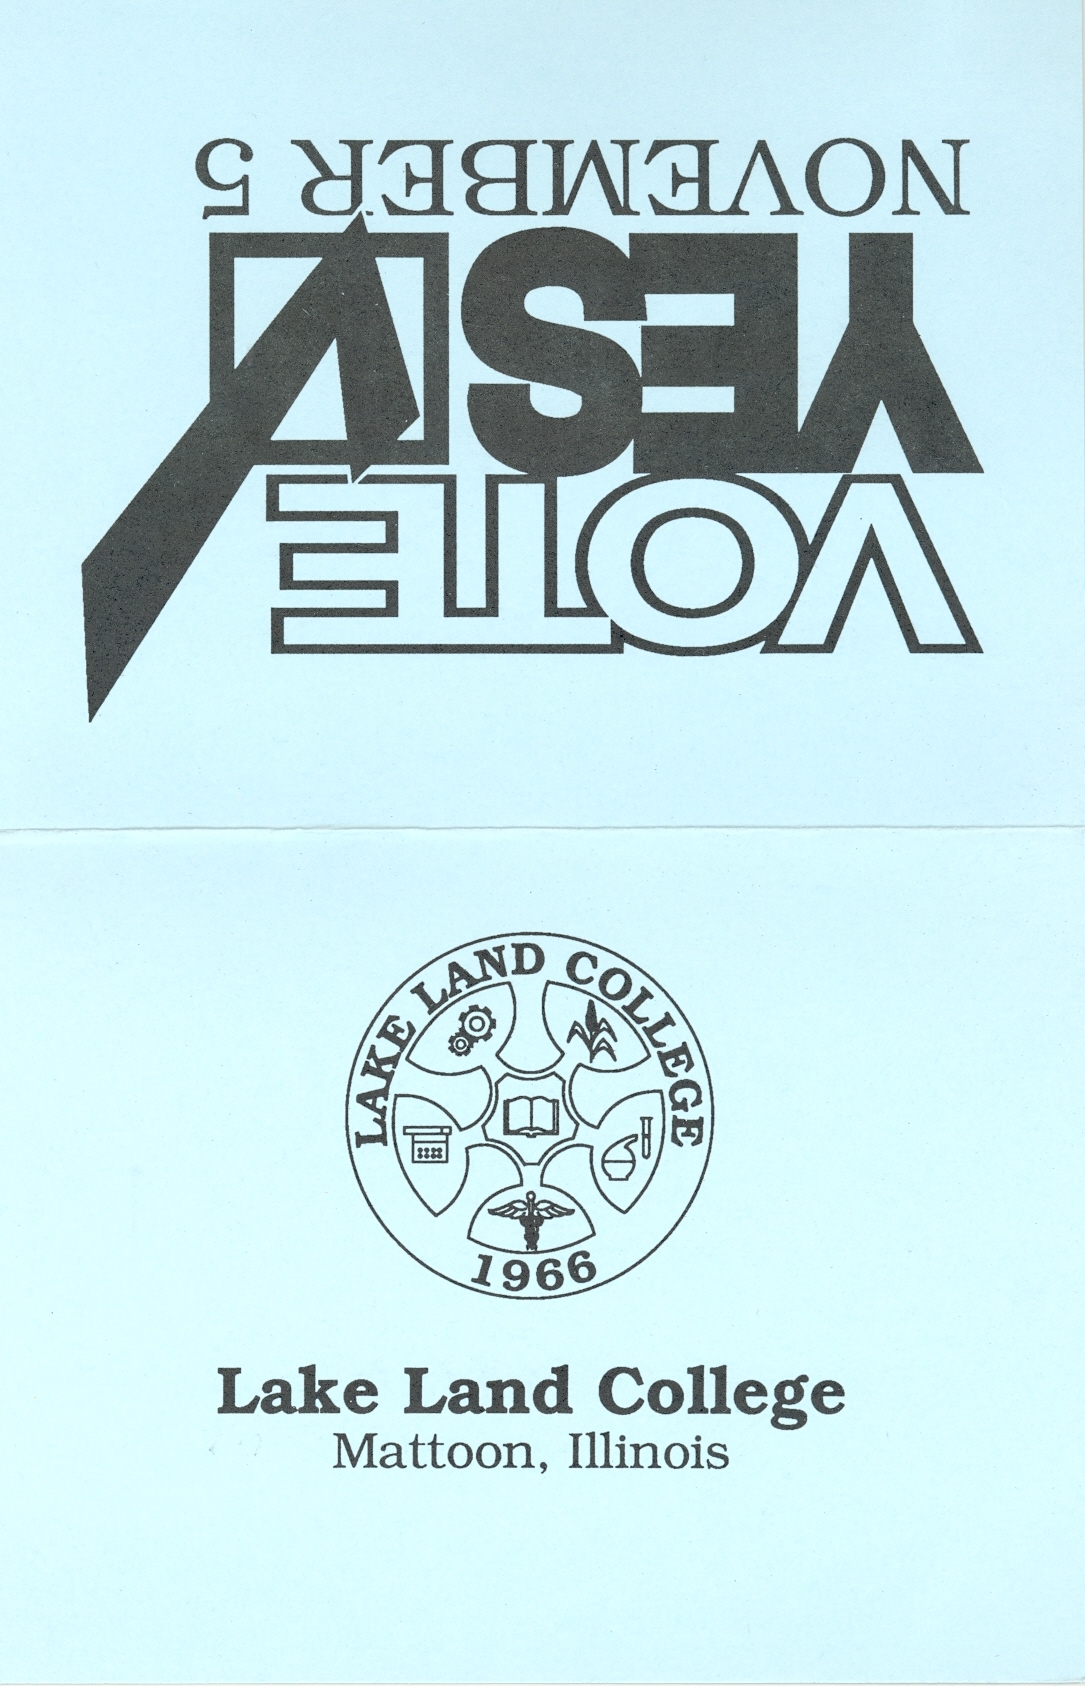 VOTE
YES
NOVEMBER 5
LAKE LAND COLLEGE
1966
Lake Land College
Mattoon, Illinois